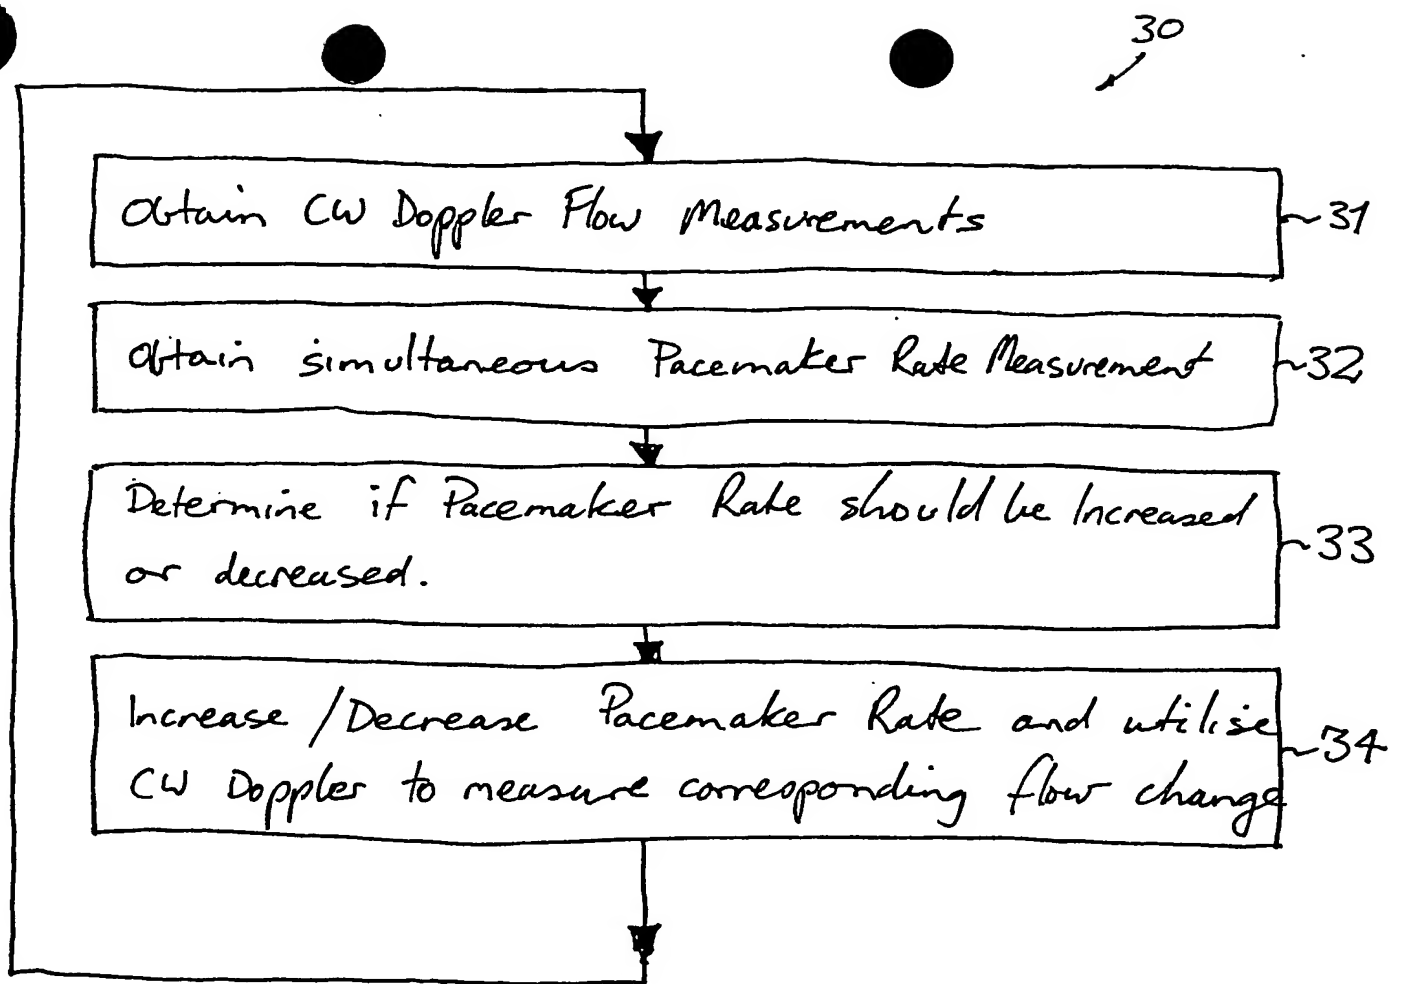 30
Obtain CW Doppler Flow Measurements
31
Obtain simultaneous Pacemaker Rate Measurement
32
Determine if Pacemaker Rate should be Increased
or decreased.
33
Increase / Decrease Pacemaker Rate and utilise
CW Doppler to measure corresponding flow change
34